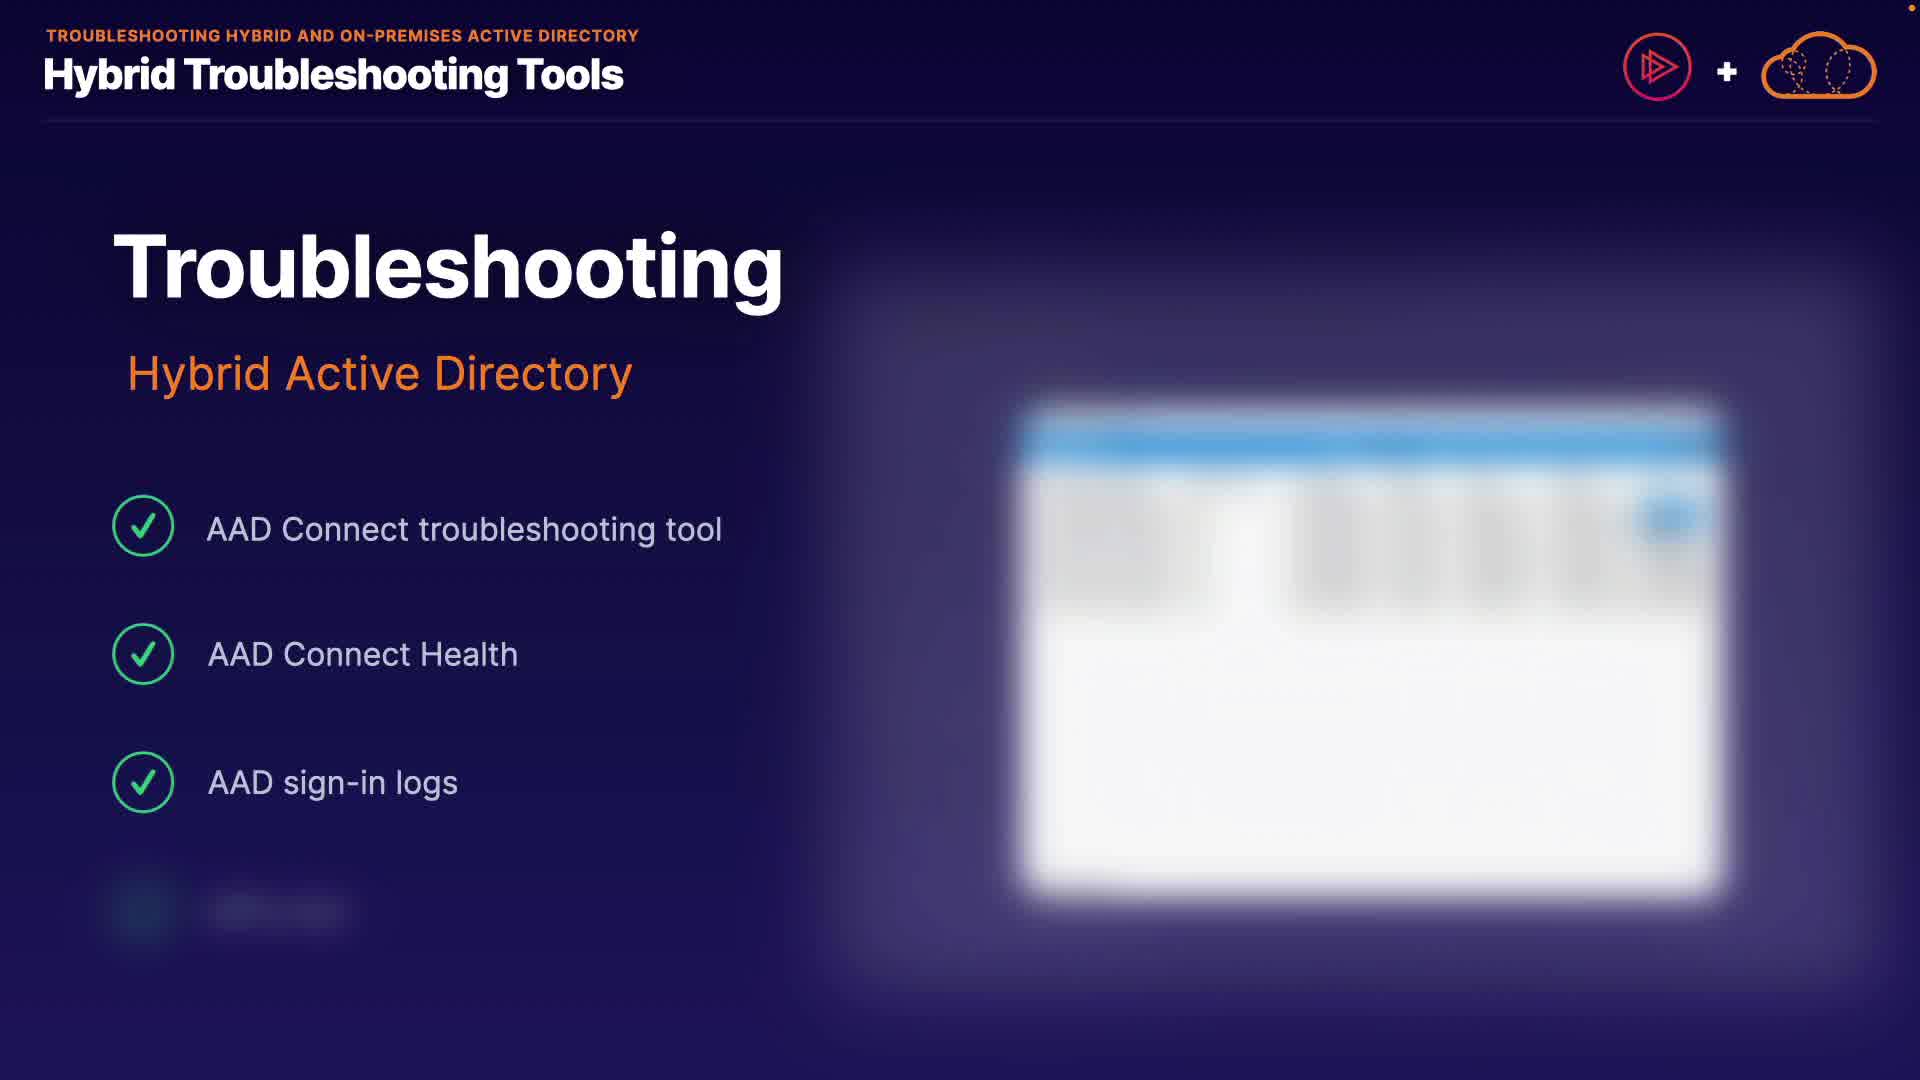 TROUBLESHOOTING HYBRID AND ON-PREMISES ACTIVE DIRECTORY
Hybrid Troubleshooting Tools
+
Troubleshooting
Hybrid Active Directory
AAD Connect troubleshooting tool
AAD Connect Health
AAD sign-in logs